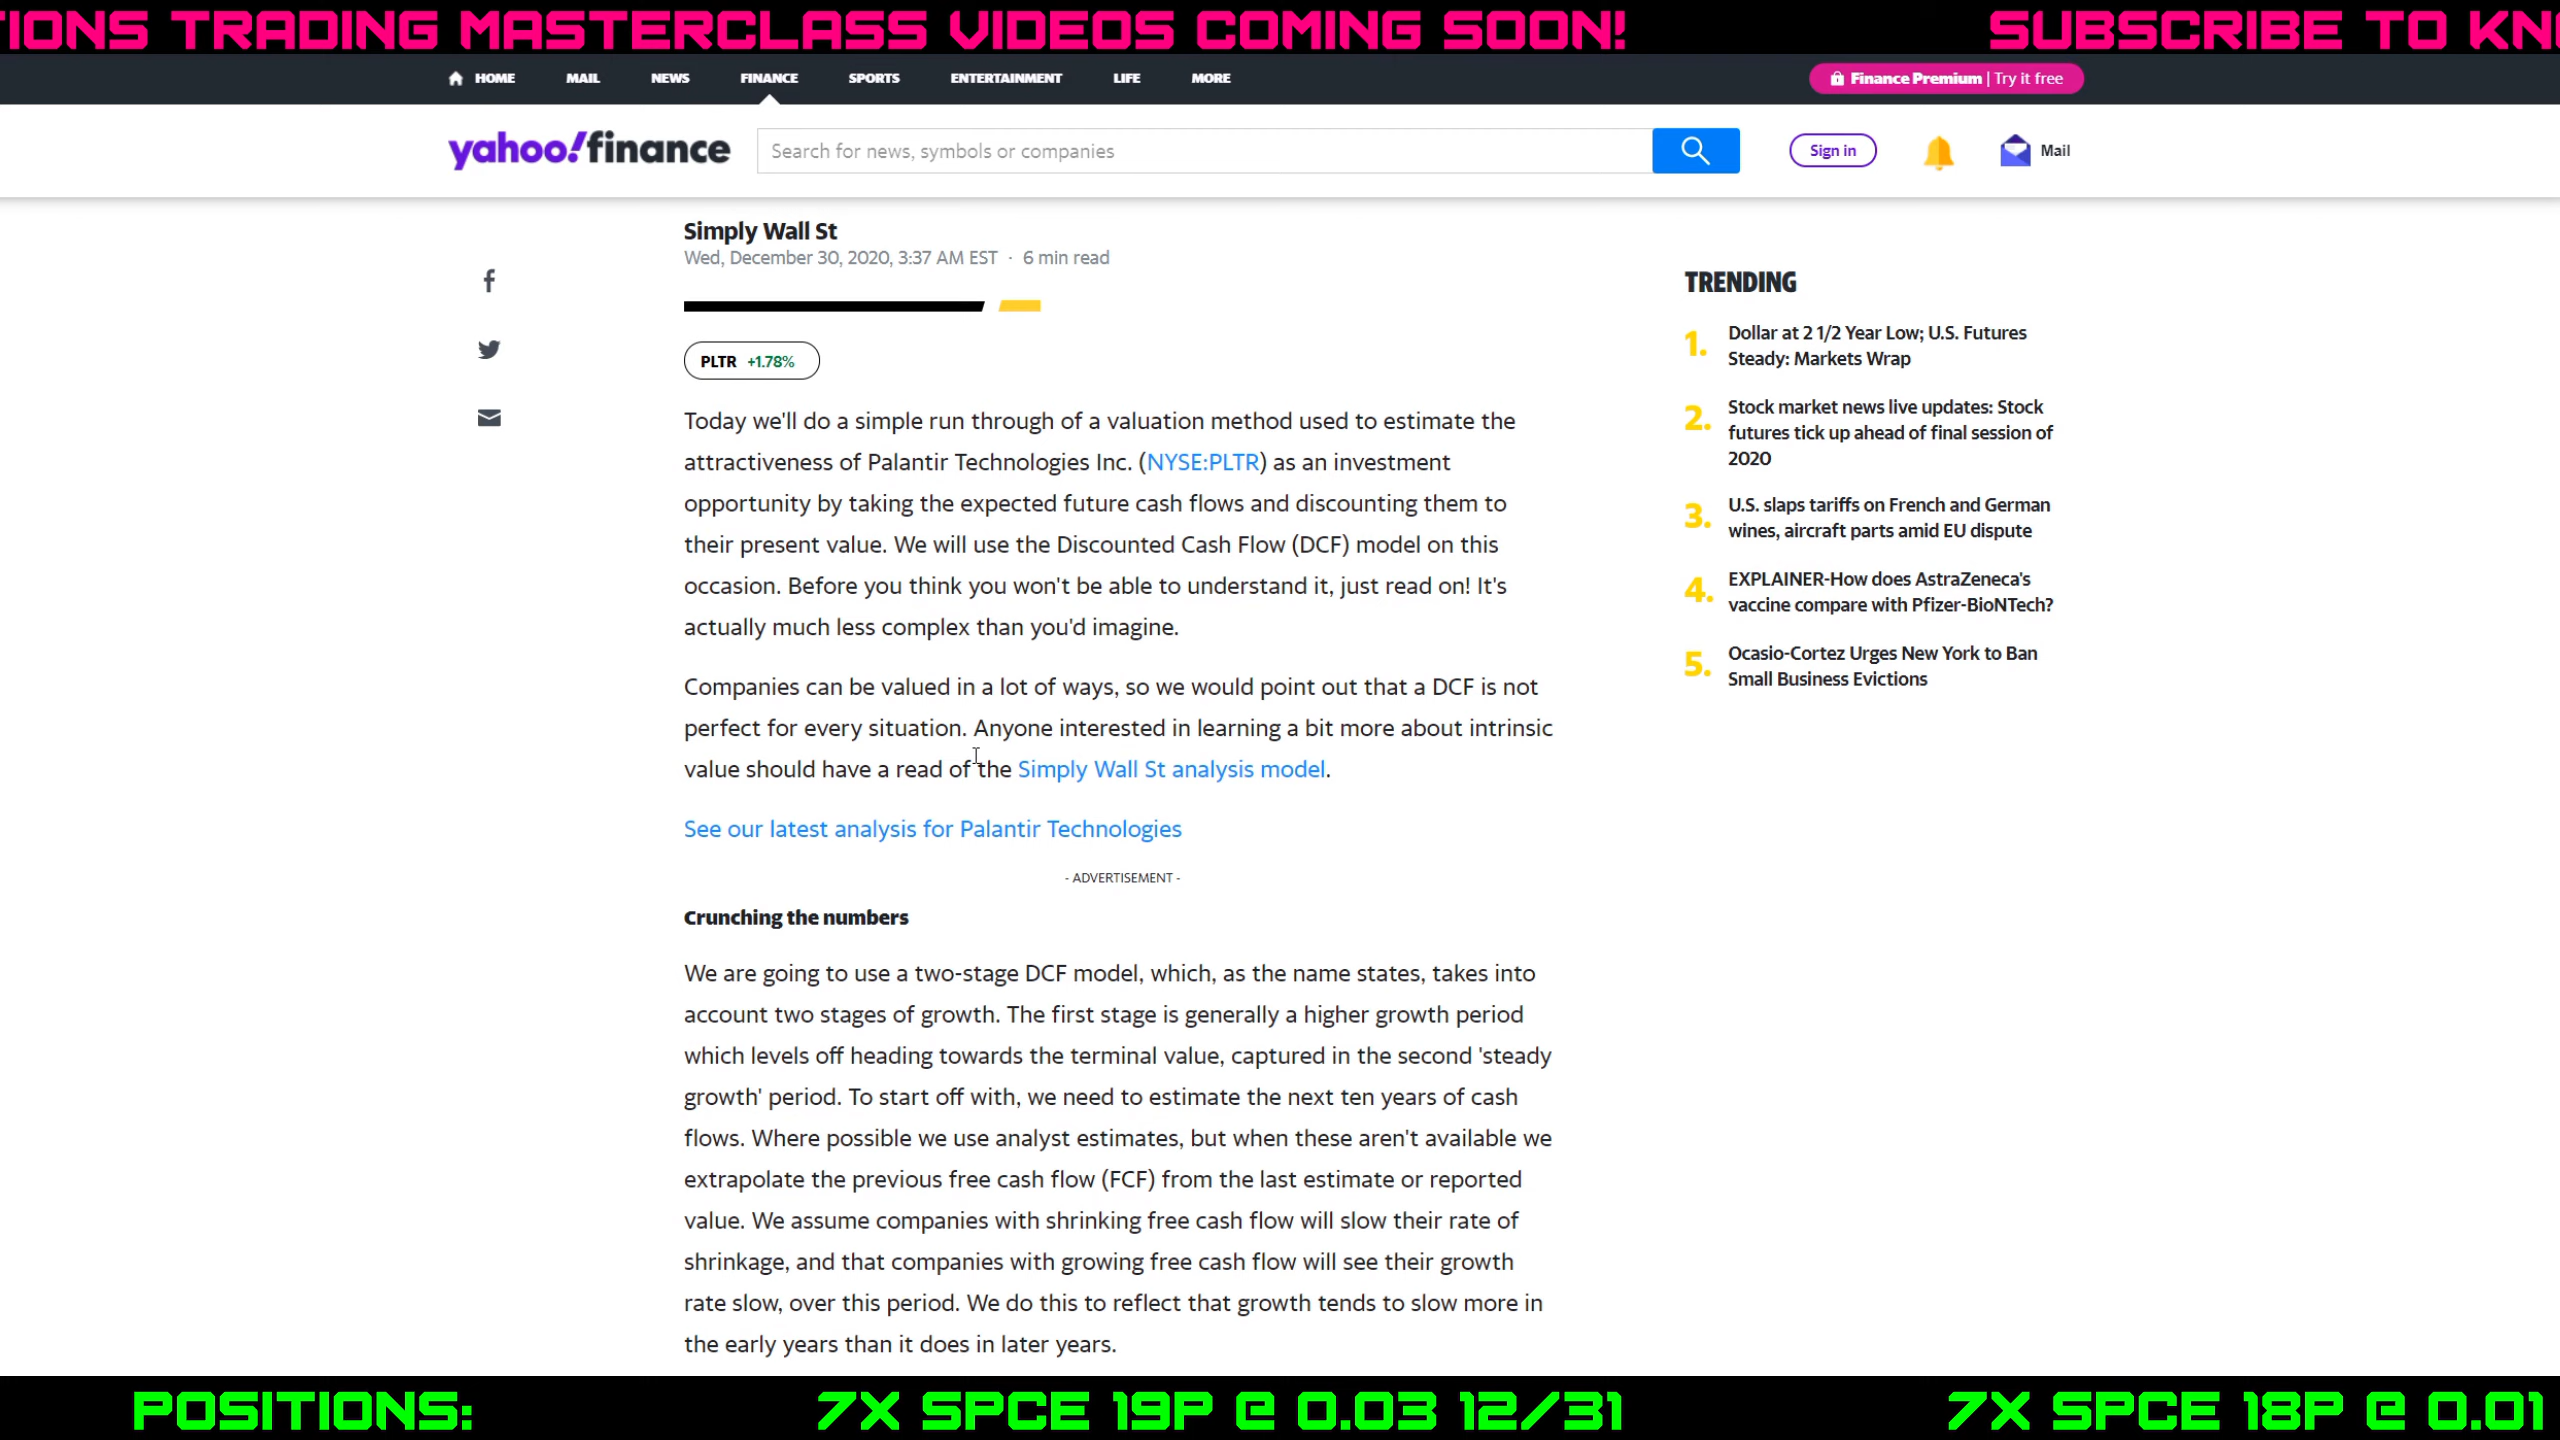 TIONS TRADING MASTERCLASS VIDEOS COMING SOON! SUBSCRIBE TO
HOME MAIL NEWS FINANCE SPORTS ENTERTAINMENT LIFE MORE Finance Premium | Try it free
yahoo!finance Search for news, symbols or companies Sign in Mail
Simply Wall St
Wed, December 30, 2020, 3:37 AM EST · 6 min read
PLTR +1.78%
Today we'll do a simple run through of a valuation method used to estimate the
attractiveness of Palantir Technologies Inc. (NYSE:PLTR) as an investment
opportunity by taking the expected future cash flows and discounting them to
their present value. We will use the Discounted Cash Flow (DCF) model on this
occasion. Before you think you won't be able to understand it, just read on! It's
actually much less complex than you'd imagine.
Companies can be valued in a lot of ways, so we would point out that a DCF is not
perfect for every situation. Anyone interested in learning a bit more about intrinsic
value should have a read of the Simply Wall St analysis model.
See our latest analysis for Palantir Technologies
- ADVERTISEMENT -
Crunching the numbers
We are going to use a two-stage DCF model, which, as the name states, takes into
account two stages of growth. The first stage is generally a higher growth period
which levels off heading towards the terminal value, captured in the second 'steady
growth' period. To start off with, we need to estimate the next ten years of cash
flows. Where possible we use analyst estimates, but when these aren't available we
extrapolate the previous free cash flow (FCF) from the last estimate or reported
value. We assume companies with shrinking free cash flow will slow their rate of
shrinkage, and that companies with growing free cash flow will see their growth
rate slow, over this period. We do this to reflect that growth tends to slow more in
the early years than it does in later years.
TRENDING
1. Dollar at 2 1/2 Year Low; U.S. Futures
Steady: Markets Wrap
2. Stock market news live updates: Stock
futures tick up ahead of final session of
2020
3. U.S. slaps tariffs on French and German
wines, aircraft parts amid EU dispute
4. EXPLAINER-How does AstraZeneca's
vaccine compare with Pfizer-BioNTech?
5. Ocasio-Cortez Urges New York to Ban
Small Business Evictions
POSITIONS: 7X SPCE 19P @ 0.03 12/31 7X SPCE 18P @ 0.01